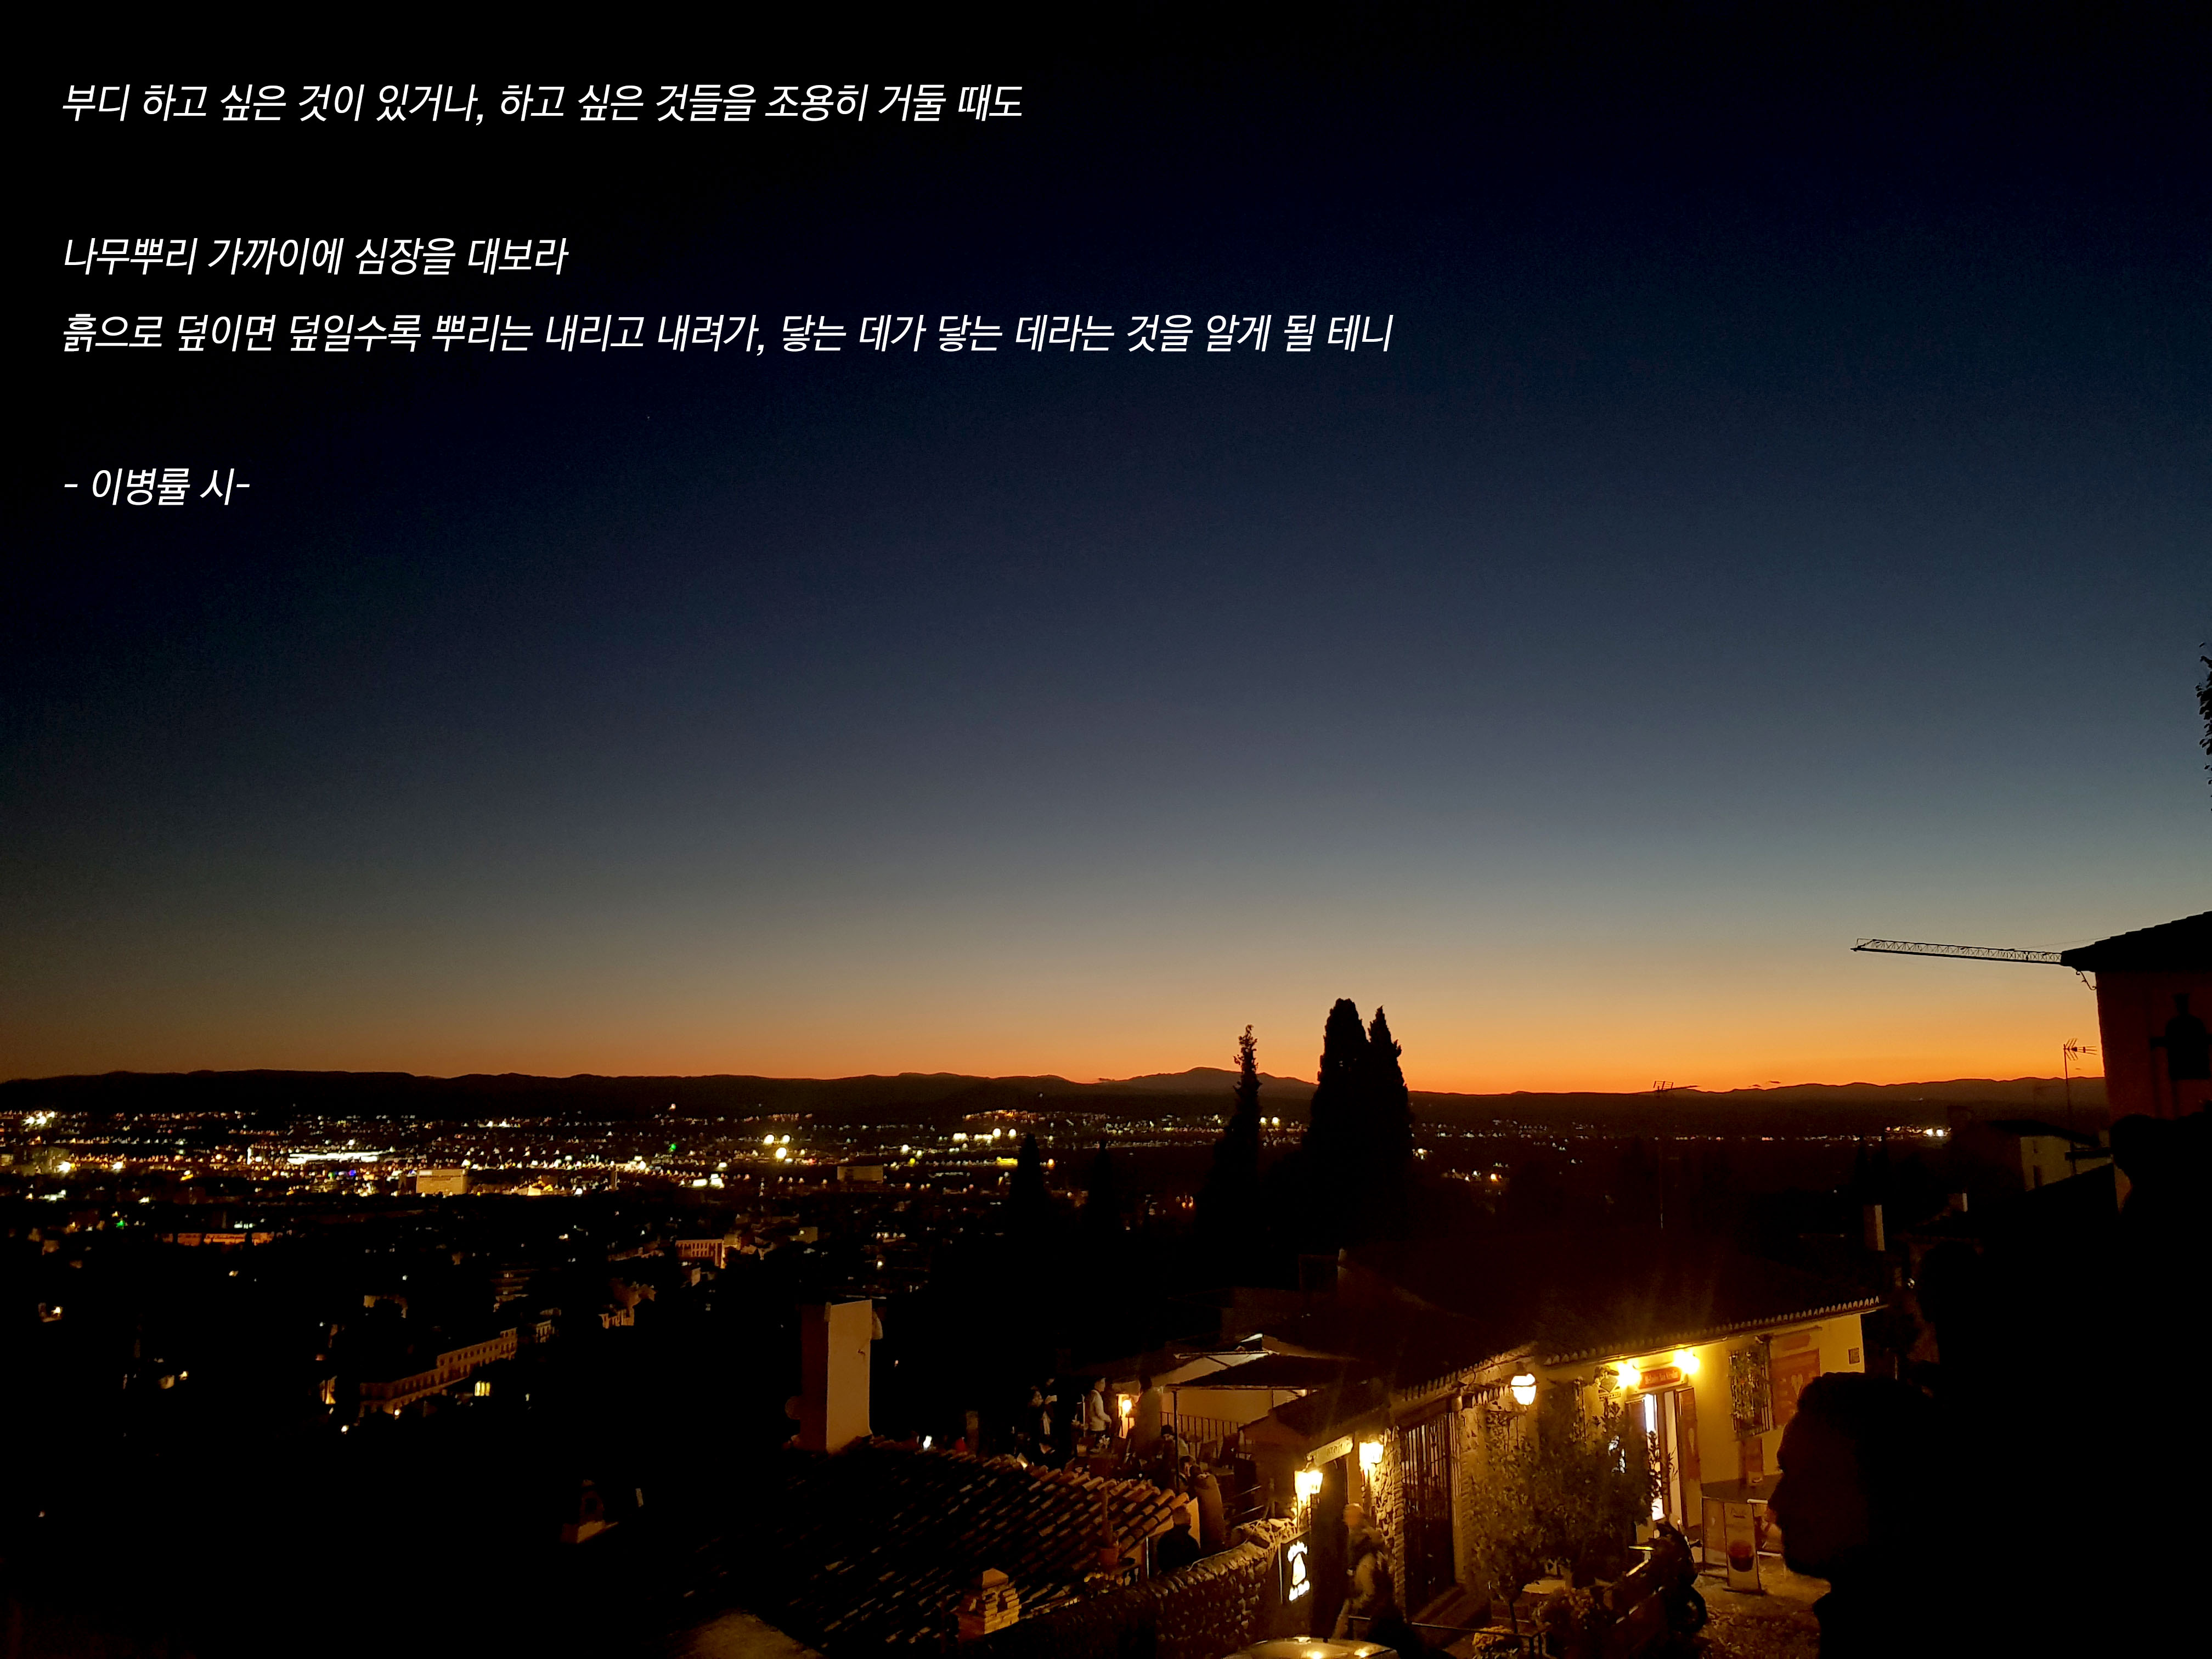 부디 하고 싶은 것이 있거나, 하고 싶은 것들을 조용히 거둘 때도
나무뿌리 가까이에 심장을 대보라
흙으로 덮이면 덮일수록 뿌리는 내리고 내려가, 닿는 데가 닿는 데라는 것을 알게 될 테니
- 이병률 시-